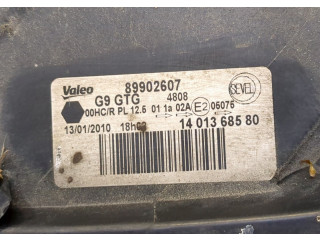 Valeo 89902607
G9 GTG 4808 SEVEL
00HC/R PL 12.6 01 1a 02A E2 06075
13/01/2010 18h 14 013 685 80